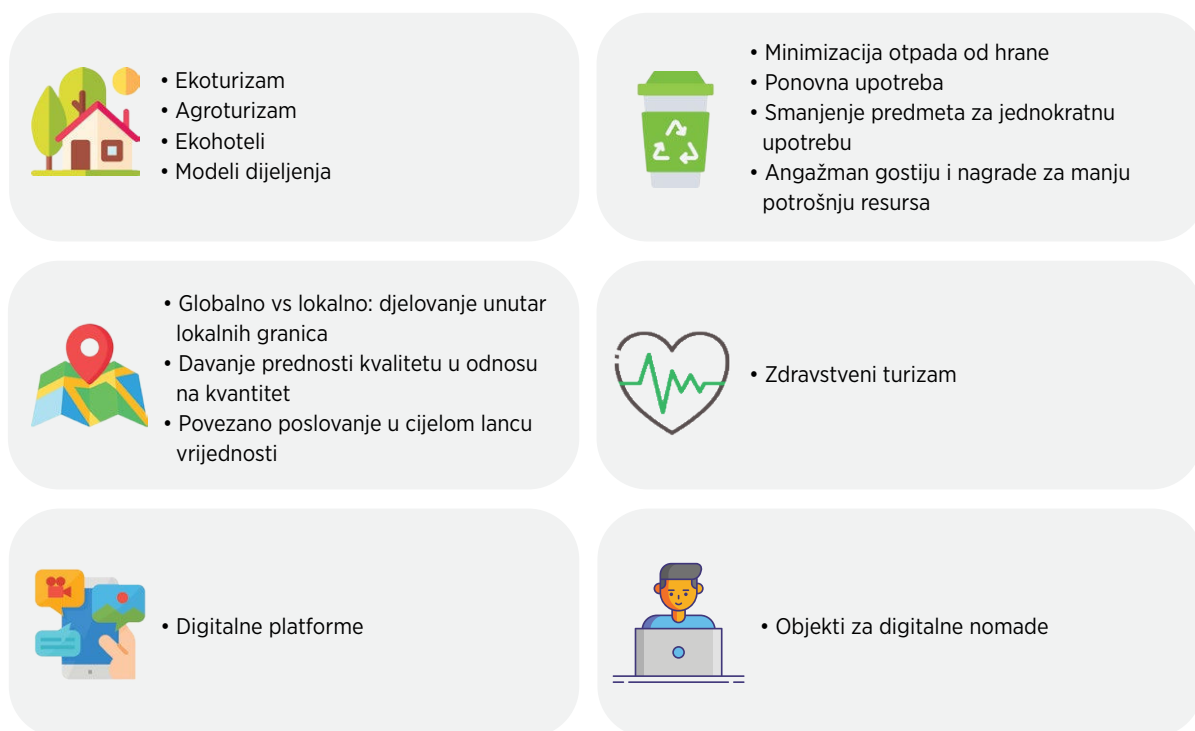 • Ekoturizam
• Agroturizam
• Ekohoteli
• Modeli dijeljenja
• Minimizacija otpada od hrane
• Ponovna upotreba
• Smanjenje predmeta za jednokratnu
upotrebu
• Angažman gostiju i nagrade za manju
potrošnju resursa
• Globalno vs lokalno: djelovanje unutar
lokalnih granica
• Davanje prednosti kvalitetu u odnosu
na kvantitet
• Povezano poslovanje u cijelom lancu
vrijednosti
• Zdravstveni turizam
• Digitalne platforme
• Objekti za digitalne nomade